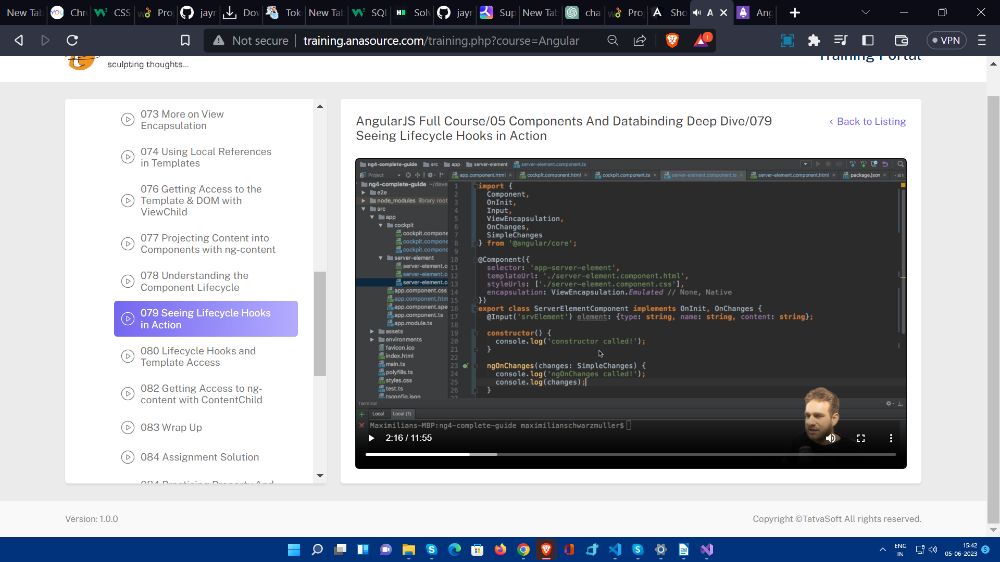 New Tab
Chr
CSS
Proj
jayr
Dov
Tok
New Tab
SQL
Solv
jayr
Sup
New Tab
cha
Proj
Sho
A
Ang
Not secure
training.anasource.com/training.php?course=Angular
1
VPN
sculpting thoughts...
Training Portal
073 More on View
Encapsulation
074 Using Local References
in Templates
076 Getting Access to the
Template & DOM with
ViewChild
077 Projecting Content into
Components with ng-content
078 Understanding the
Component Lifecycle
079 Seeing Lifecycle Hooks
in Action
080 Lifecycle Hooks and
Template Access
082 Getting Access to ng-
content with ContentChild
083 Wrap Up
084 Assignment Solution
084 Practicing Property And
AngularJS Full Course/05 Components And Databinding Deep Dive/079
Seeing Lifecycle Hooks in Action
‹ Back to Listing
ng4-complete-guide src app server-element server-element.component.ts
Project
app.component.html cockpit.component.html cockpit.component.ts server-element.component.ts server-element.component.html package.json
ng4-complete-guide ~/deve
e2e
node_modules library root
src
app
cockpit
cockpit.compone
cockpit.compone
cockpit.compone
server-element
server-element.c
server-element.c
server-element.c
app.component.css
app.component.htm
app.component.spe
app.component.ts
app.module.ts
assets
environments
favicon.ico
index.html
main.ts
polyfills.ts
styles.css
test.ts
tsconfig.json
1 import {
2 Component,
3 OnInit,
4 Input,
5 ViewEncapsulation,
6 OnChanges,
7 SimpleChanges
8 } from '@angular/core';
9
10 @Component({
11 selector: 'app-server-element',
12 templateUrl: './server-element.component.html',
13 styleUrls: ['./server-element.component.css'],
14 encapsulation: ViewEncapsulation.Emulated // None, Native
15 })
16 export class ServerElementComponent implements OnInit, OnChanges {
17 @Input('srvElement') element: {type: string, name: string, content: string};
18
19 constructor() {
20 console.log('constructor called!');
21 }
22
23 ngOnChanges(changes: SimpleChanges) {
24 console.log('ngOnChanges called!');
25 console.log(changes);
26 }
27
Terminal
Local Local (1)
Maximilians-MBP:ng4-complete-guide maximilianschwarzmuller$
2:16 / 11:55
Version: 1.0.0
Copyright ©TatvaSoft All rights reserved.
ENG
IN
15:42
05-06-2023
5